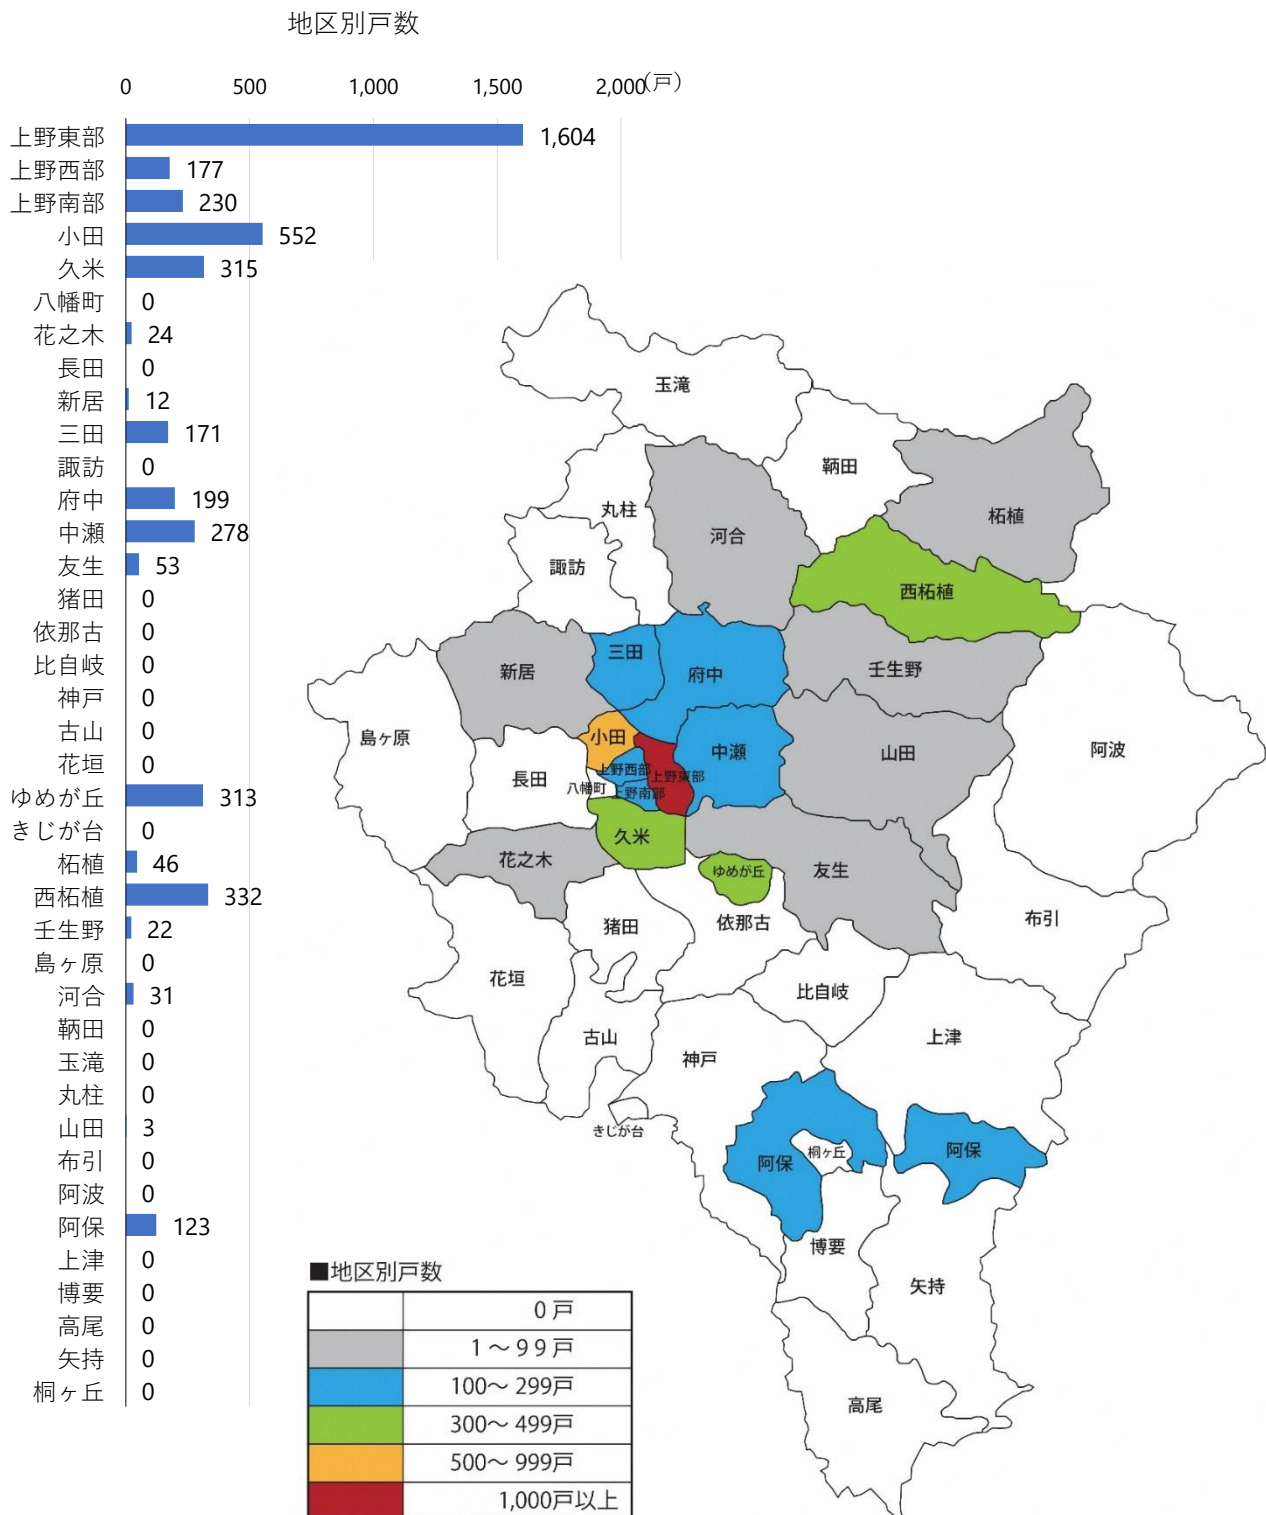 地区別戸数
0 500 1,000 1,500 2,000 (戸)
上野東部 1,604
上野西部 177
上野南部 230
小田 552
久米 315
八幡町 0
花之木 24
長田 0
新居 12
三田 171
諏訪 0
府中 199
中瀬 278
友生 53
猪田 0
依那古 0
比自岐 0
神戸 0
古山 0
花垣 0
ゆめが丘 313
きじが台 0
柘植 46
西柘植 332
壬生野 22
島ヶ原 0
河合 31
鞆田 0
玉滝 0
丸柱 0
山田 3
布引 0
阿波 0
阿保 123
上津 0
博要 0
高尾 0
矢持 0
桐ヶ丘 0
玉滝
鞆田
丸柱
柘植
河合
諏訪
西柘植
三田
新居
府中
壬生野
島ヶ原
小田
中瀬
山田
阿波
長田
上野西部
上野東部
八幡町
上野南部
久米
花之木
ゆめが丘
友生
猪田
依那古
布引
花垣
比自岐
古山
神戸
上津
きじが台
阿保
桐ヶ丘
阿保
博要
矢持
高尾
■地区別戸数
0戸
1～99戸
100～299戸
300～499戸
500～999戸
1,000戸以上